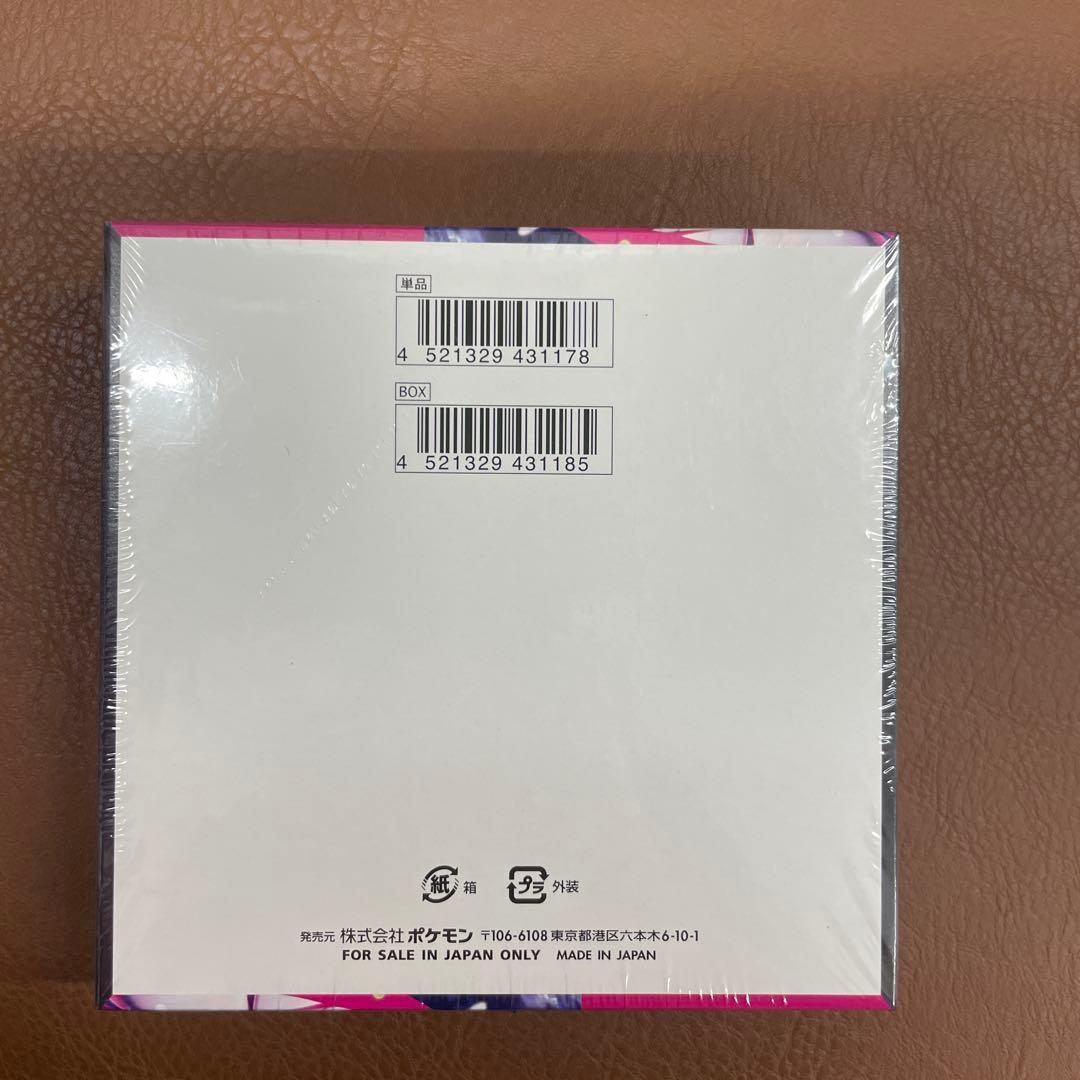 単品
4 521329 431178
BOX
4 521329 431185
紙 箱 プラ 外装
発売元 株式会社 ポケモン 〒106-6108 東京都港区六本木6-10-1
FOR SALE IN JAPAN ONLY MADE IN JAPAN